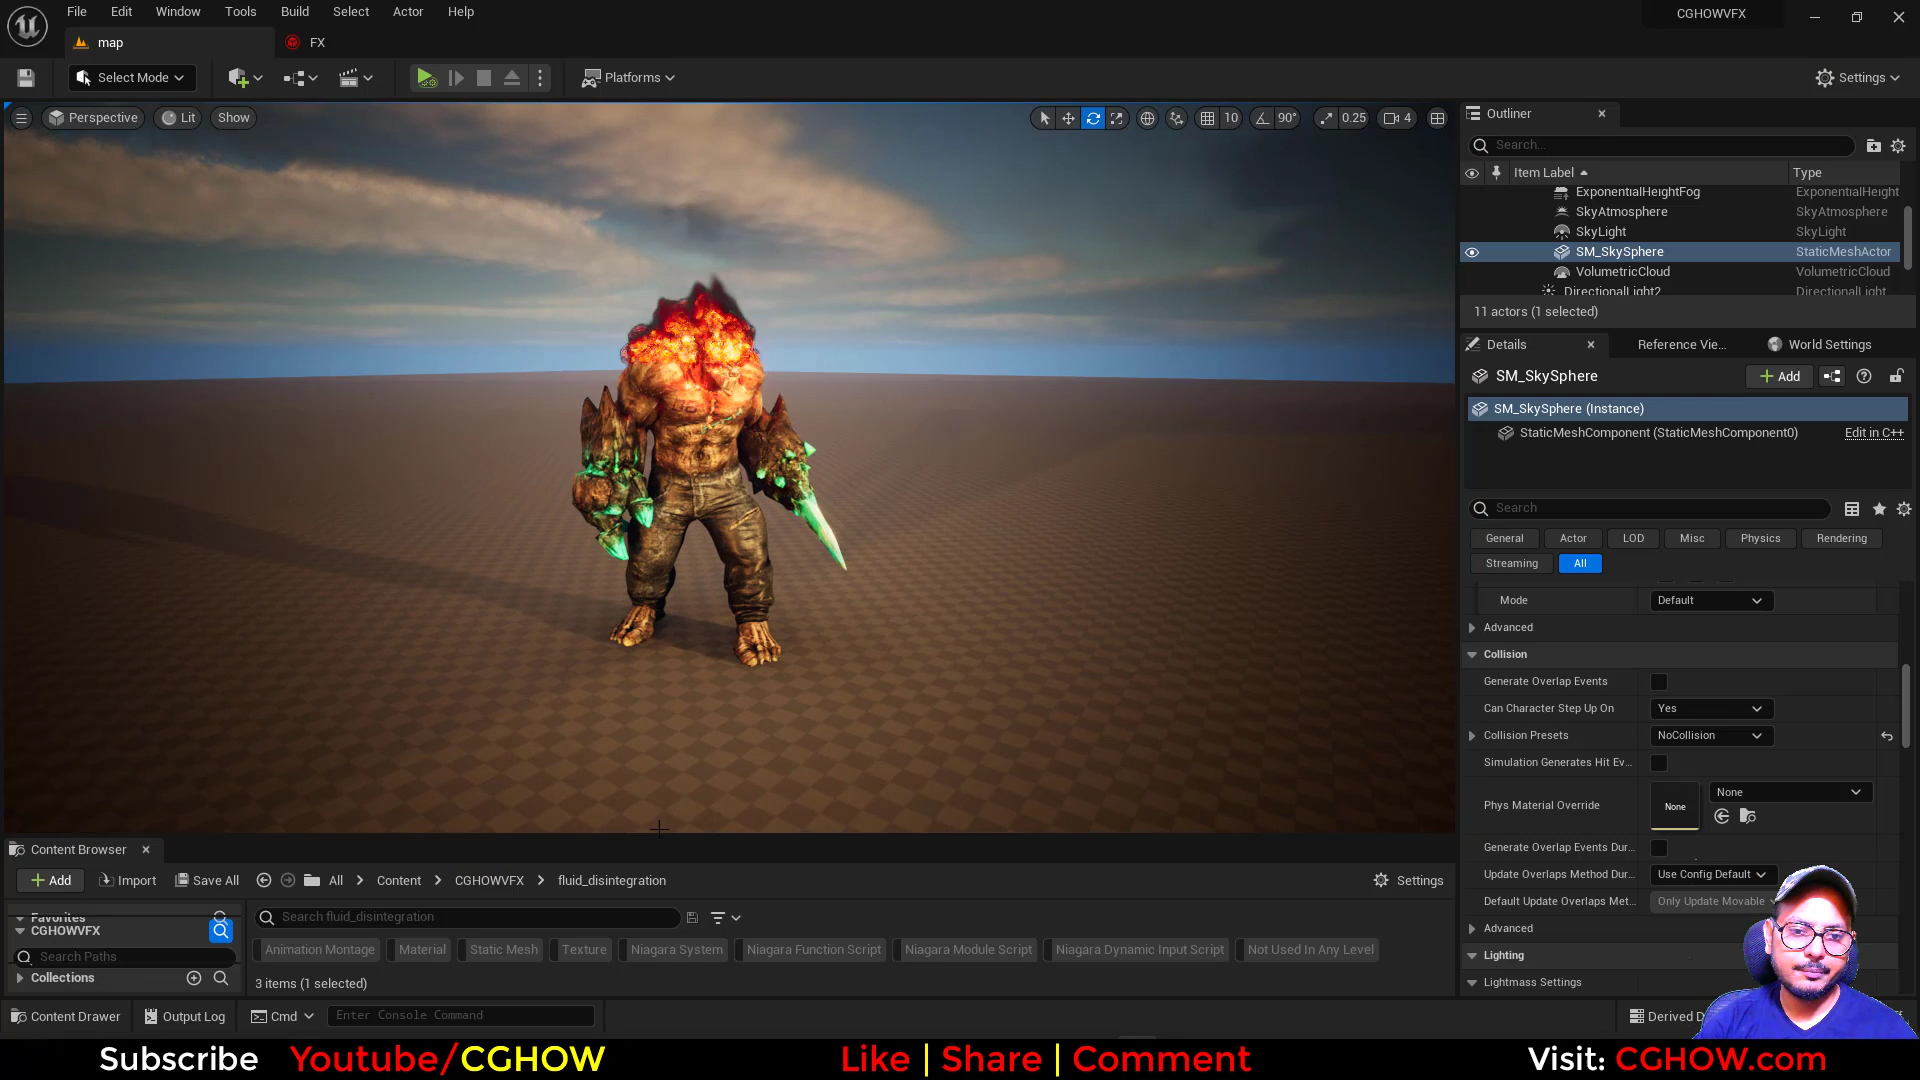 File Edit Window Tools Build Select Actor Help
CGHOWVFX
map
FX
Select Mode
Platforms
Settings
Perspective
Lit
Show
10
90°
0.25
4
Outliner
Search...
Item Label
Type
ExponentialHeightFog
ExponentialHeight
SkyAtmosphere
SkyAtmosphere
SkyLight
SkyLight
SM_SkySphere
StaticMeshActor
VolumetricCloud
VolumetricCloud
DirectionalLight2
DirectionalLight
11 actors (1 selected)
Details
Reference Vie...
World Settings
SM_SkySphere
Add
SM_SkySphere (Instance)
StaticMeshComponent (StaticMeshComponent0)
Edit in C++
Search
General
Actor
LOD
Misc
Physics
Rendering
Streaming
All
Mode
Default
Advanced
Collision
Generate Overlap Events
Can Character Step Up On
Yes
Collision Presets
NoCollision
Simulation Generates Hit Ev...
Phys Material Override
None
None
Generate Overlap Events Dur...
Update Overlaps Method Dur...
Use Config Default
Default Update Overlaps Met...
Only Update Movable
Advanced
Lighting
Lightmass Settings
Content Browser
Add
Import
Save All
All
Content
CGHOWVFX
fluid_disintegration
Settings
Favorites
CGHOWVFX
Search Paths
Collections
Search fluid_disintegration
Animation Montage
Material
Static Mesh
Texture
Niagara System
Niagara Function Script
Niagara Module Script
Niagara Dynamic Input Script
Not Used In Any Level
3 items (1 selected)
Content Drawer
Output Log
Cmd
Enter Console Command
Subscribe Youtube/CGHOW
Like | Share | Comment
Visit: CGHOW.com